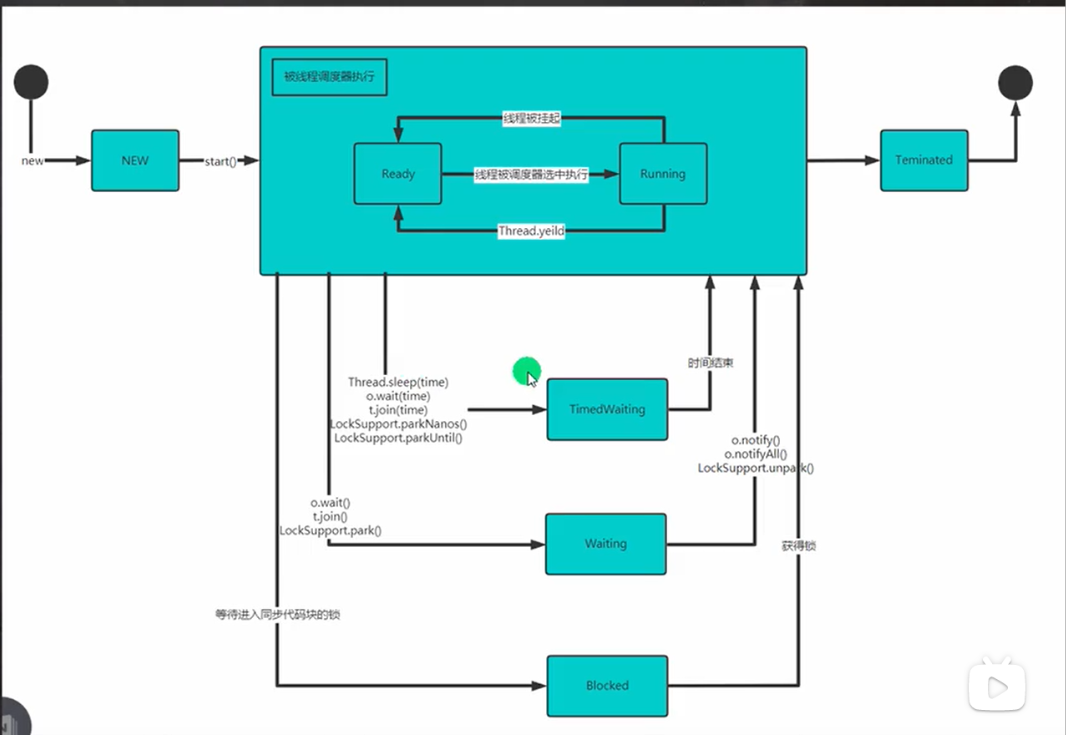 被线程调度器执行
线程被挂起
new
NEW
start()
Ready
线程被调度器选中执行
Running
Teminated
Thread.yeild
时间结束
Thread.sleep(time)
o.wait(time)
t.join(time)
LockSupport.parkNanos()
LockSupport.parkUntil()
TimedWaiting
o.notify()
o.notifyAll()
LockSupport.unpark()
o.wait()
t.join()
LockSupport.park()
Waiting
获得锁
等待进入同步代码块的锁
Blocked